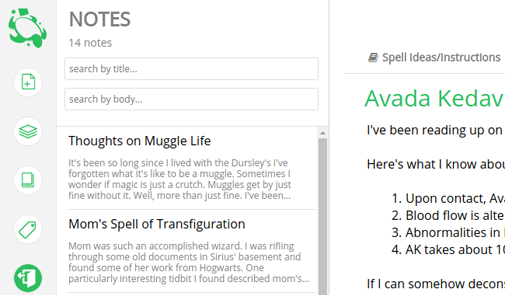 NOTES
14 notes
search by title...
search by body...
Thoughts on Muggle Life
It's been so long since I lived with the Dursley's I've
forgotten what it's like to be a muggle. Sometimes I
wonder if magic is just a crutch. Muggles get by just
fine without it. Well, more than just fine. I've been...
Mom's Spell of Transfiguration
Mom was such an accomplished wizard. I was rifling
through some old documents in Sirius' basement and
found some of her work from Hogwarts. One
particularly interesting tidbit I found described mom's...
Spell Ideas/Instructions
Avada Kedav
I've been reading up on
Here's what I know abou
1. Upon contact, Ava
2. Blood flow is alte
3. Abnormalities in
4. AK takes about 10
If I can somehow decons